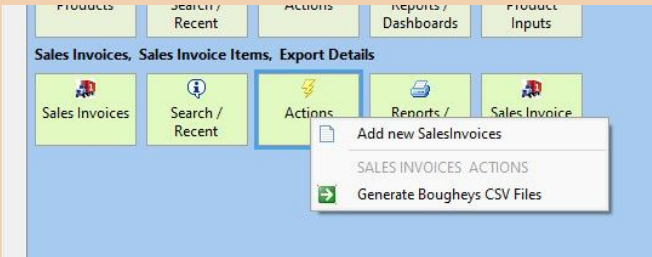 Products
Search /
Recent
Actions
Reports /
Dashboards
Product
Inputs
Sales Invoices, Sales Invoice Items, Export Details
Sales Invoices
Search /
Recent
Actions
Reports /
Sales Invoice
Add new SalesInvoices
SALES INVOICES ACTIONS
Generate Bougheys CSV Files